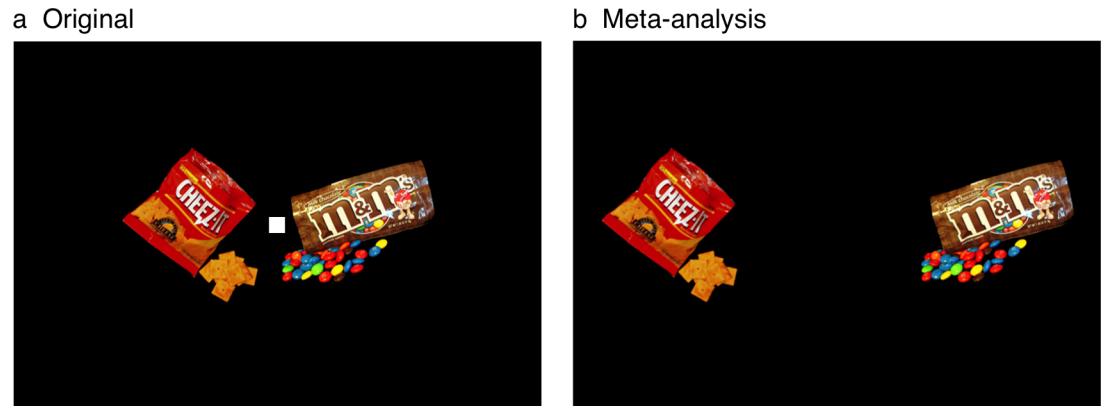 a Original
b Meta-analysis
CHEEZ-IT
m&m's
CHEEZ-IT
m&m's